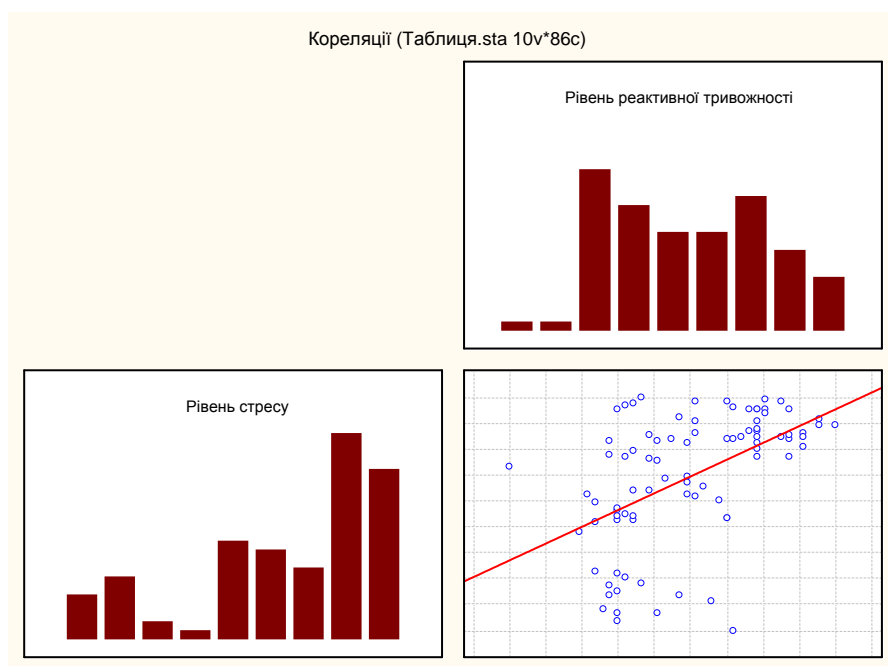 Кореляції (Таблиця.sta 10v*86c)
Рівень реактивної тривожності
Рівень стресу